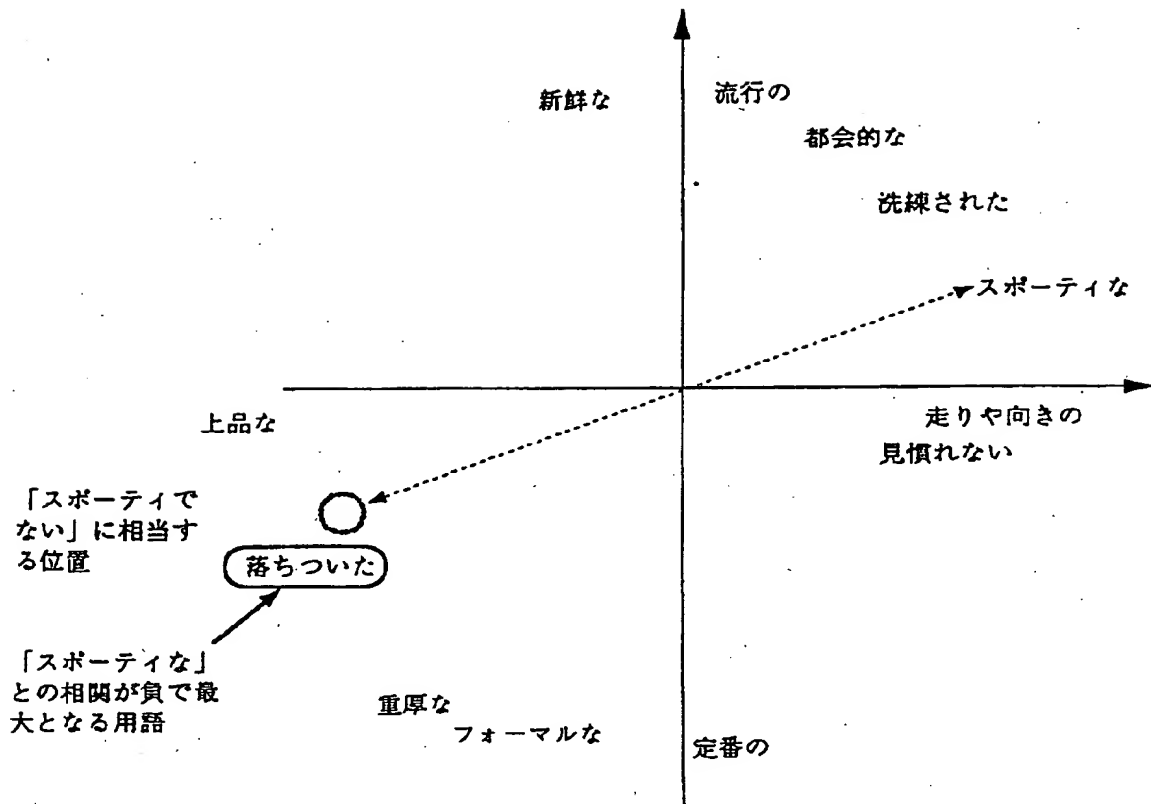 新鮮な
流行の
都会的な
洗練された
スポーティな
上品な
走りや向きの
見慣れない
「スポーティで
ない」に相当す
る位置
落ちついた
「スポーティな」
との相関が負で最
大となる用語
重厚な
フォーマルな
定番の